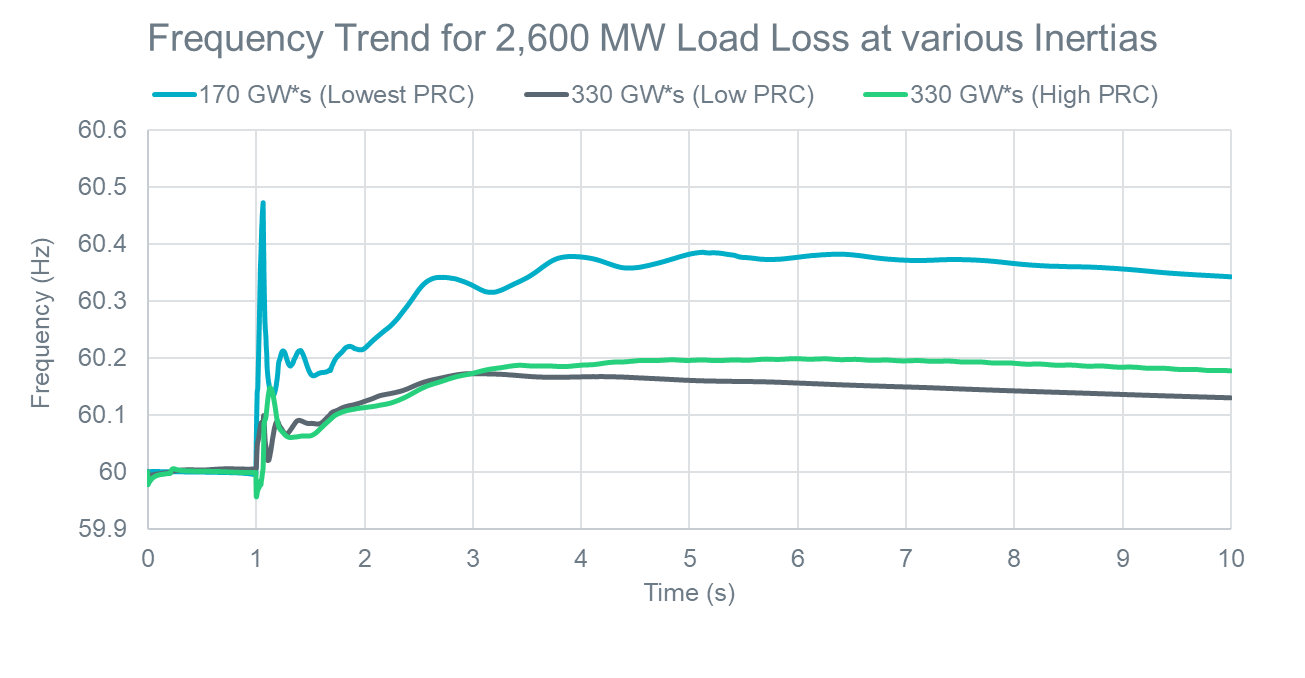 Frequency Trend for 2,600 MW Load Loss at various Inertias
170 GW*s (Lowest PRC) 330 GW*s (Low PRC) 330 GW*s (High PRC)
60.6
60.5
60.4
60.3
60.2
60.1
60
59.9
Frequency (Hz)
0 1 2 3 4 5 6 7 8 9 10
Time (s)